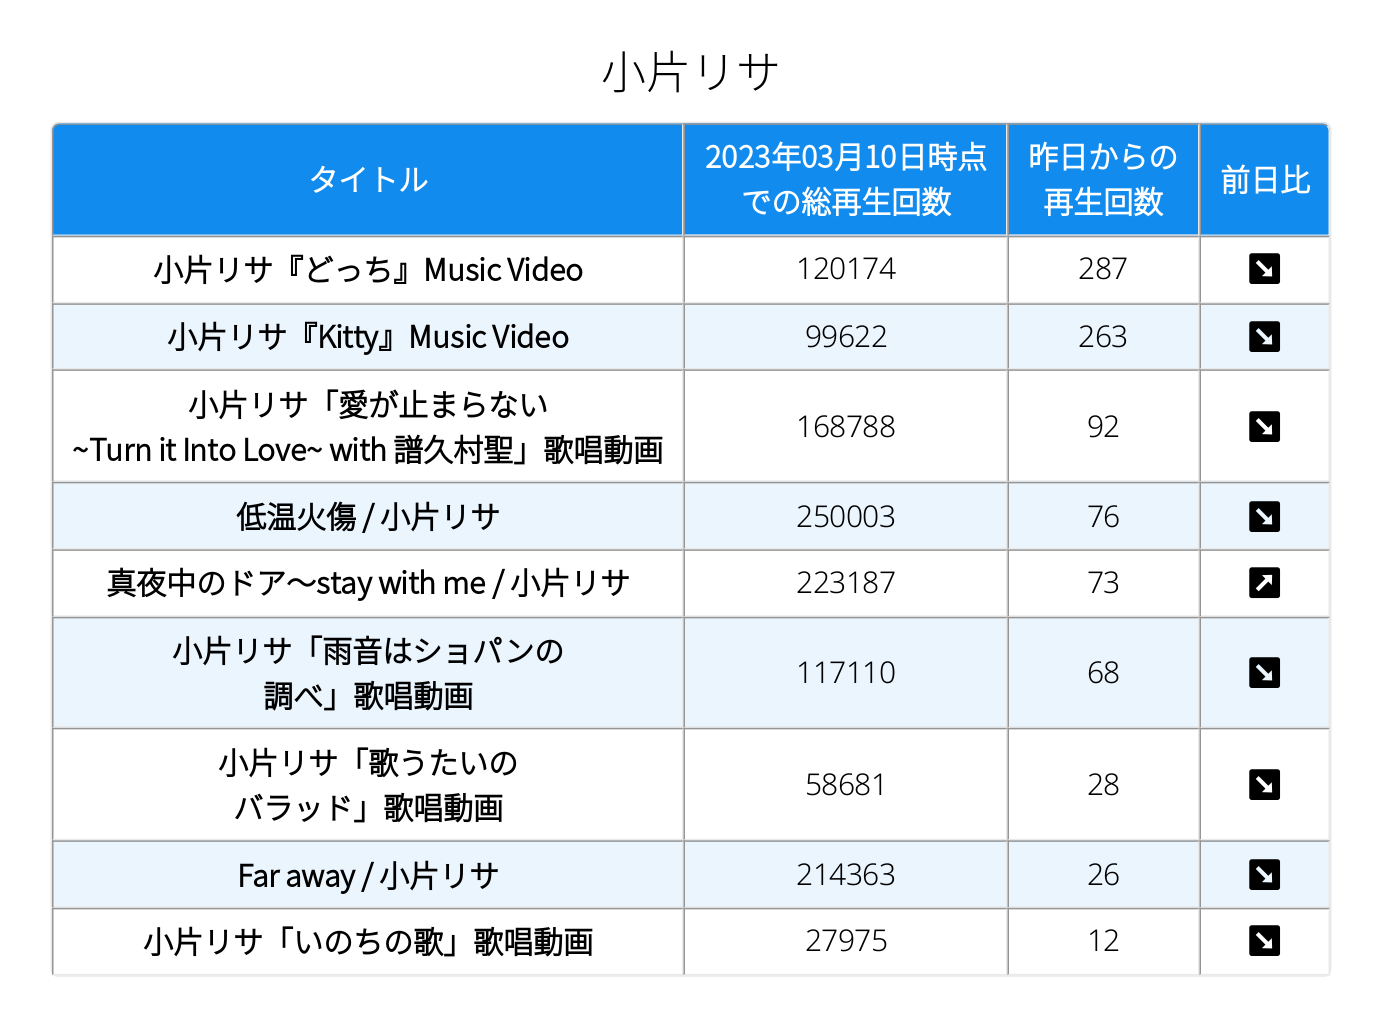 小片リサ
タイトル
2023年03月10日時点
での総再生回数
昨日からの
再生回数
前日比
小片リサ『どっち』Music Video
120174
287
小片リサ『Kitty』Music Video
99622
263
小片リサ「愛が止まらない
~Turn it Into Love~ with 譜久村聖」歌唱動画
168788
92
低温火傷 / 小片リサ
250003
76
真夜中のドア～stay with me / 小片リサ
223187
73
小片リサ「雨音はショパンの
調べ」歌唱動画
117110
68
小片リサ「歌うたいの
バラッド」歌唱動画
58681
28
Far away / 小片リサ
214363
26
小片リサ「いのちの歌」歌唱動画
27975
12